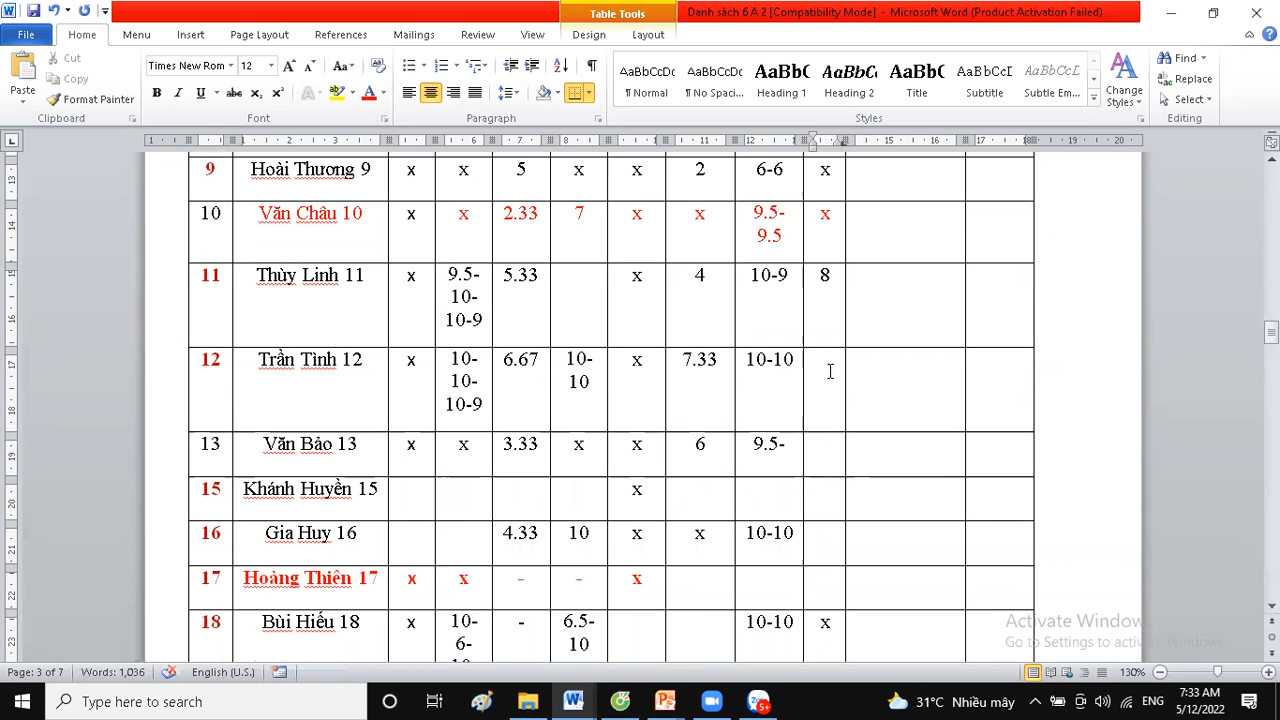 Table Tools
Danh sách 6 A 2 [Compatibility Mode] - Microsoft Word (Product Activation Failed)
File Home Menu Insert Page Layout References Mailings Review View Design Layout
Paste
Cut
Copy
Format Painter
Clipboard
Times New Rom 12
Font
Paragraph
AaBbCcDc AaBbCcDc AaBbC AaBbC AaBbC AaBbCcDc AaBbCcL
¶ Normal ¶ No Spaci... Heading 1 Heading 2 Title Subtitle Subtle Em...
Styles
Change Styles
Find
Replace
Select
Editing
9 Hoài Thương 9 x x 5 x x 2 6-6 x
10 Văn Châu 10 x x 2.33 7 x x 9.5-
9.5
x
11 Thùy Linh 11 x 9.5-
10-
10-9
5.33 x 4 10-9 8
12 Trần Tình 12 x 10-
10-
10-9
6.67 10-
10
x 7.33 10-10
13 Văn Bảo 13 x x 3.33 x x 6 9.5-
15 Khánh Huyền 15 x
16 Gia Huy 16 4.33 10 x x 10-10
17 Hoàng Thiên 17 x x - - x
18 Bùi Hiếu 18 x 10-
6-
- 6.5-
10
10-10 x
Activate Window
Go to Settings to activate Windows.
Page: 3 of 7 Words: 1,036 English (U.S.) 130%
Type here to search
31°C Nhiều mây
ENG
7:33 AM
5/12/2022